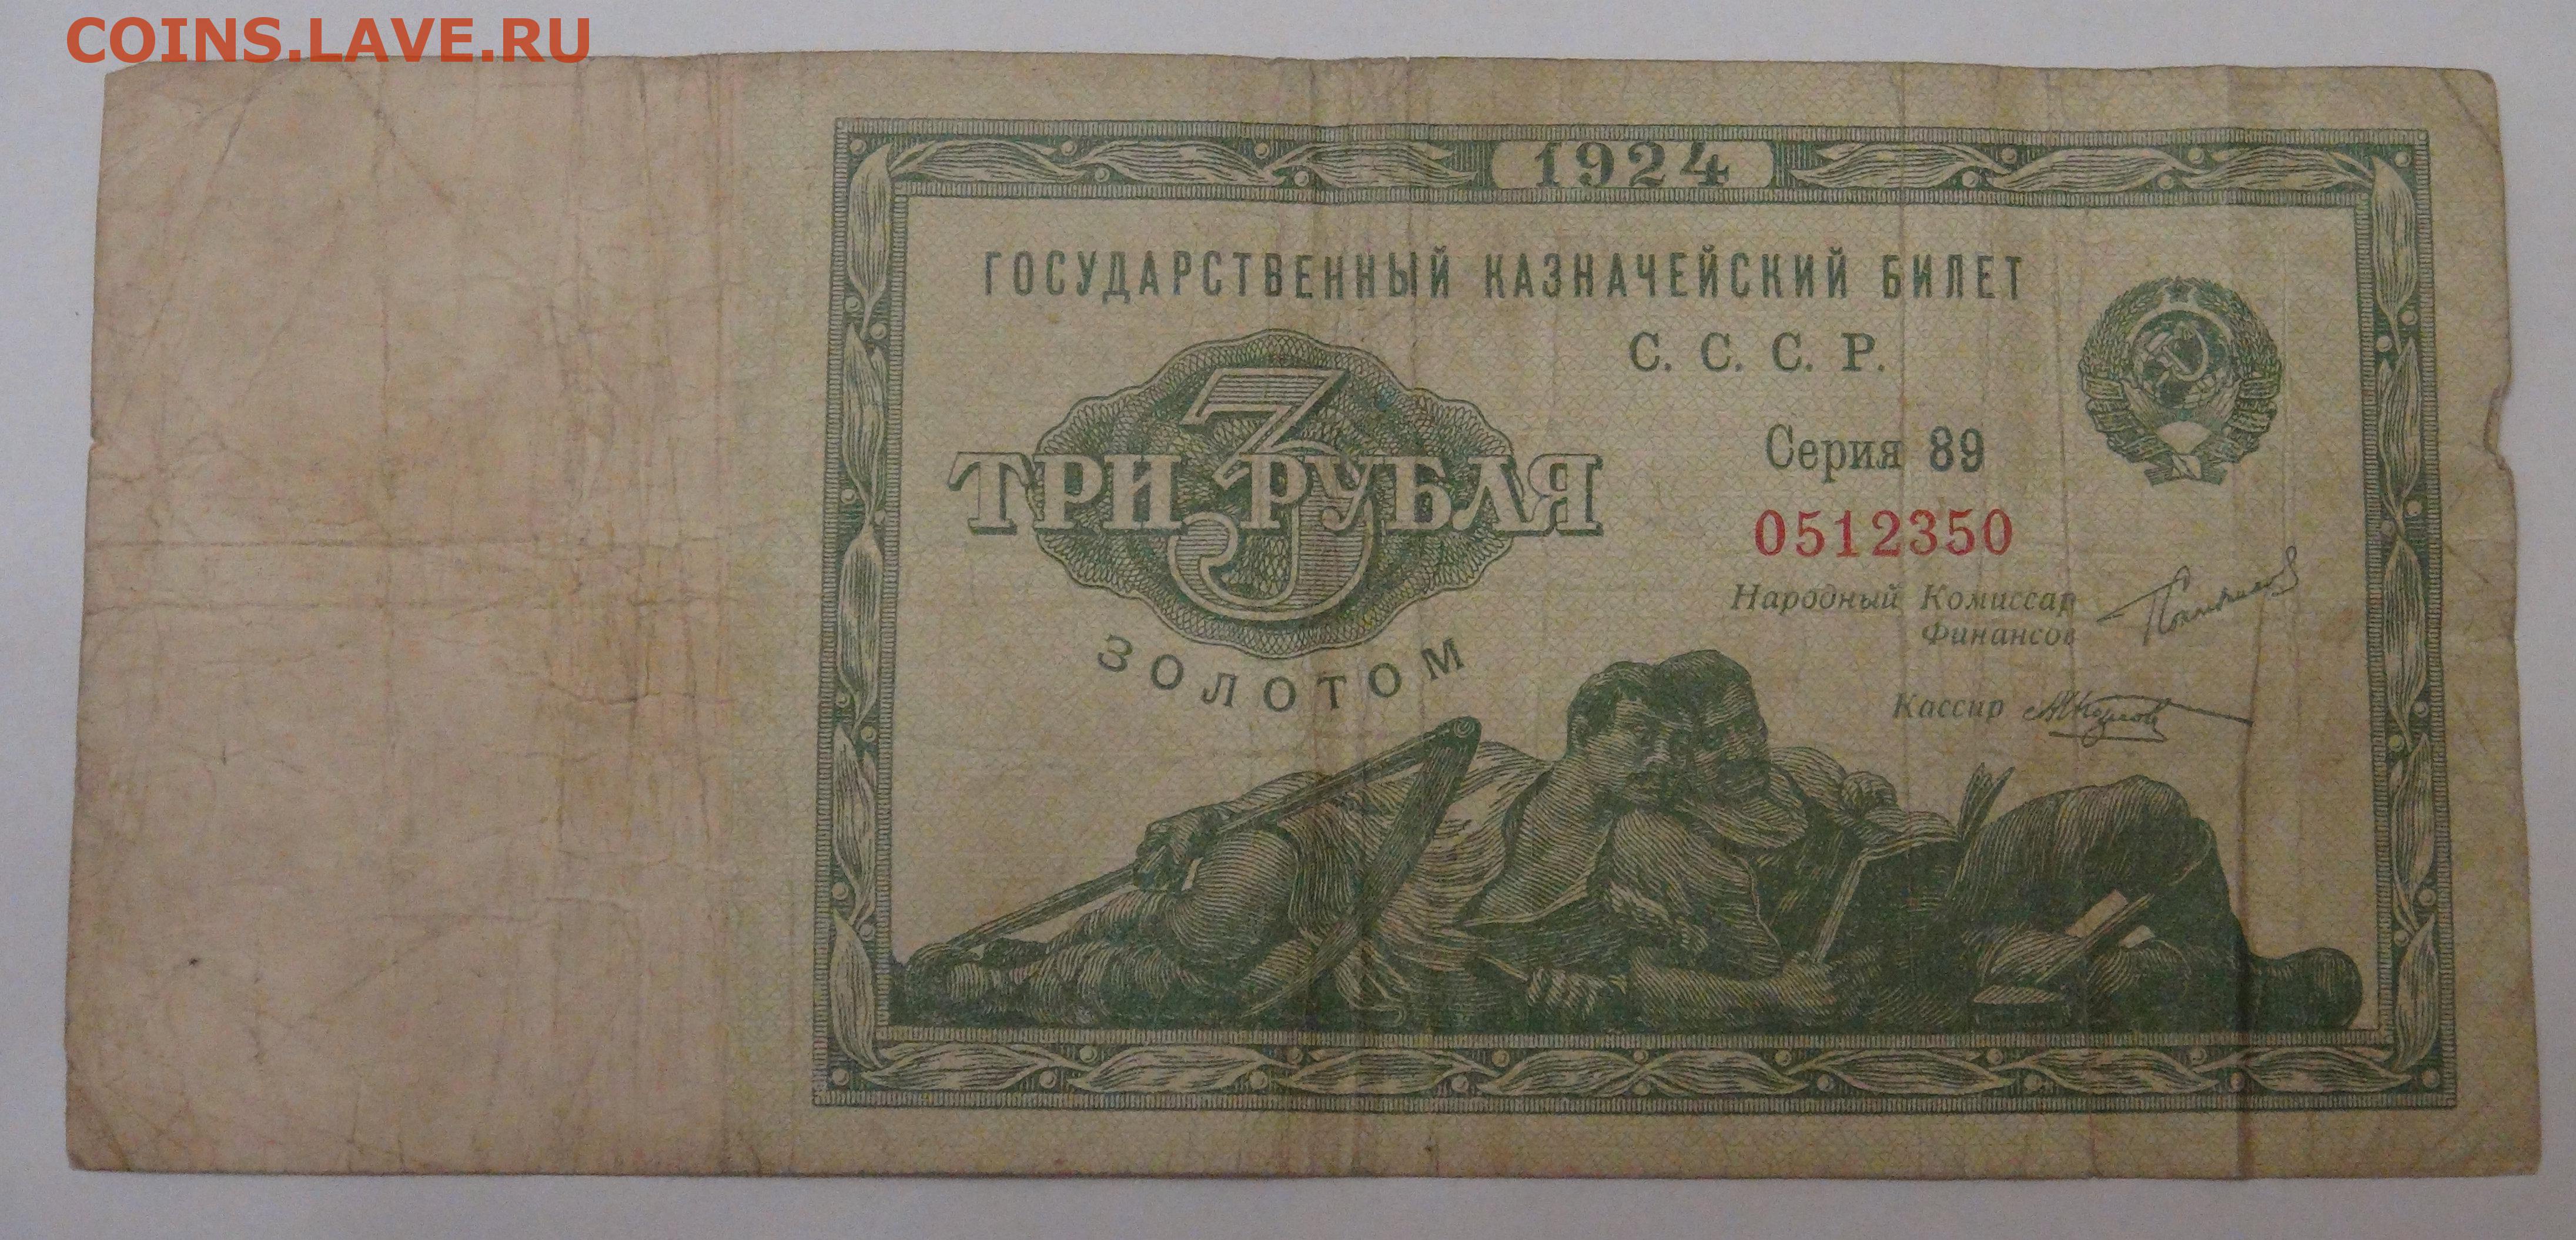 COINS.LAVE.RU
1924
ГОСУДАРСТВЕННЫЙ КАЗНАЧЕЙСКИЙ БИЛЕТ
С. С. С. Р.
3
ТРИ РУБЛЯ
ЗОЛОТОМ
Серия 89
0512350
Народный Комиссар
Финансов
Кассир